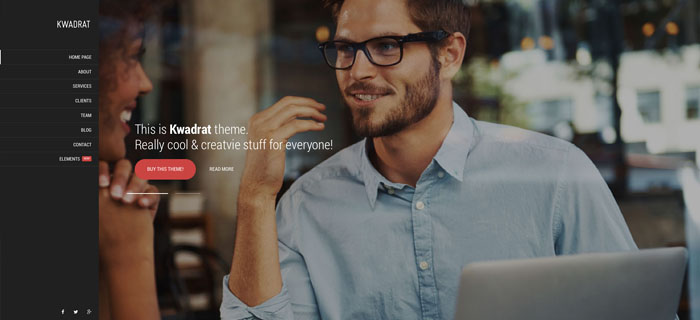 KWADRAT
HOME PAGE
ABOUT
SERVICES
CLIENTS
TEAM
BLOG
CONTACT
ELEMENTS
This is Kwadrat theme.
Really cool & creatvie stuff for everyone!
BUY THIS THEME! READ MORE